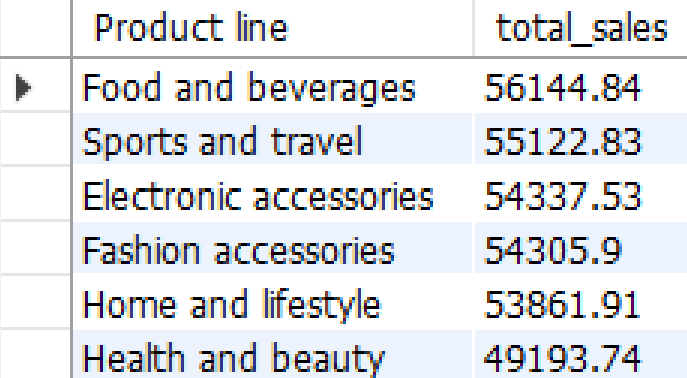 Product line total_sales
Food and beverages 56144.84
Sports and travel 55122.83
Electronic accessories 54337.53
Fashion accessories 54305.9
Home and lifestyle 53861.91
Health and beauty 49193.74